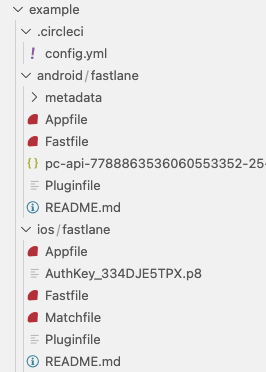 example
.circleci
! config.yml
android/fastlane
metadata
Appfile
Fastfile
{} pc-api-7788863536060553352-25-
Pluginfile
README.md
ios/fastlane
Appfile
AuthKey_334DJE5TPX.p8
Fastfile
Matchfile
Pluginfile
README.md